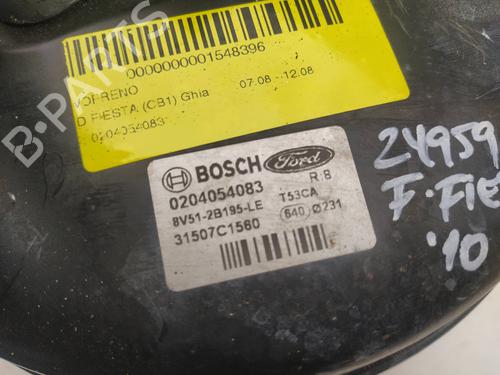 0000000001548396
VOFRENO
D FIESTA (CB1) Ghia 07.08 - 12.08
0204054083
B-PARTS
BOSCH Ford
0204054083 R:8
8V51-2B195-LE T53CA
31507C1560 640 Ø231
24959
F.FIE
'10